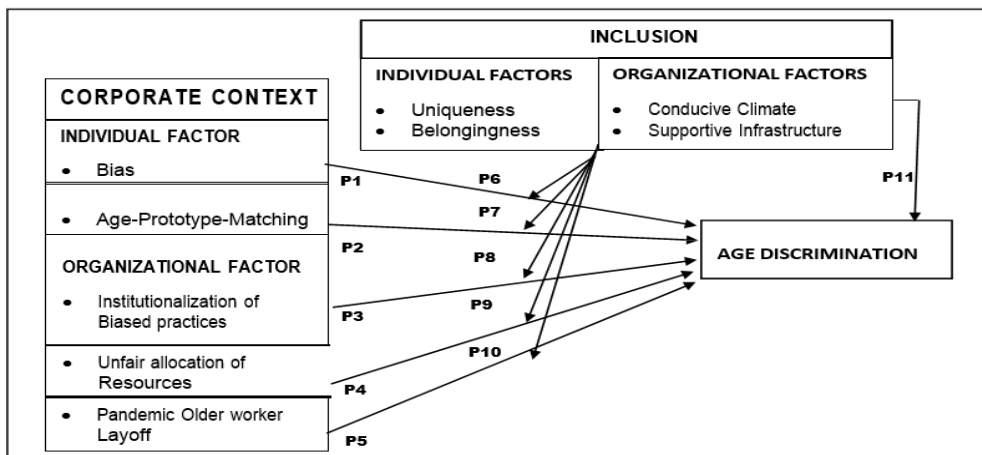 INCLUSION
INDIVIDUAL FACTORS
• Uniqueness
• Belongingness
ORGANIZATIONAL FACTORS
• Conducive Climate
• Supportive Infrastructure
CORPORATE CONTEXT
INDIVIDUAL FACTOR
• Bias
• Age-Prototype-Matching
ORGANIZATIONAL FACTOR
• Institutionalization of
Biased practices
• Unfair allocation of
Resources
• Pandemic Older worker
Layoff
P1
P2
P3
P4
P5
P6
P7
P8
P9
P10
P11
AGE DISCRIMINATION